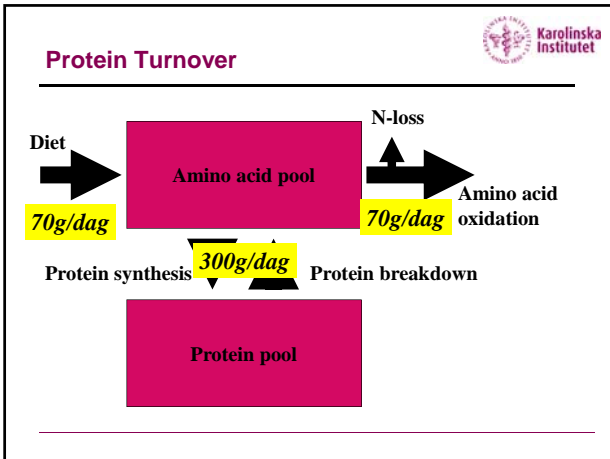 Protein Turnover
Karolinska
Institutet
N-loss
Diet
Amino acid pool
Amino acid
oxidation
70g/dag
70g/dag
300g/dag
Protein synthesis
Protein breakdown
Protein pool